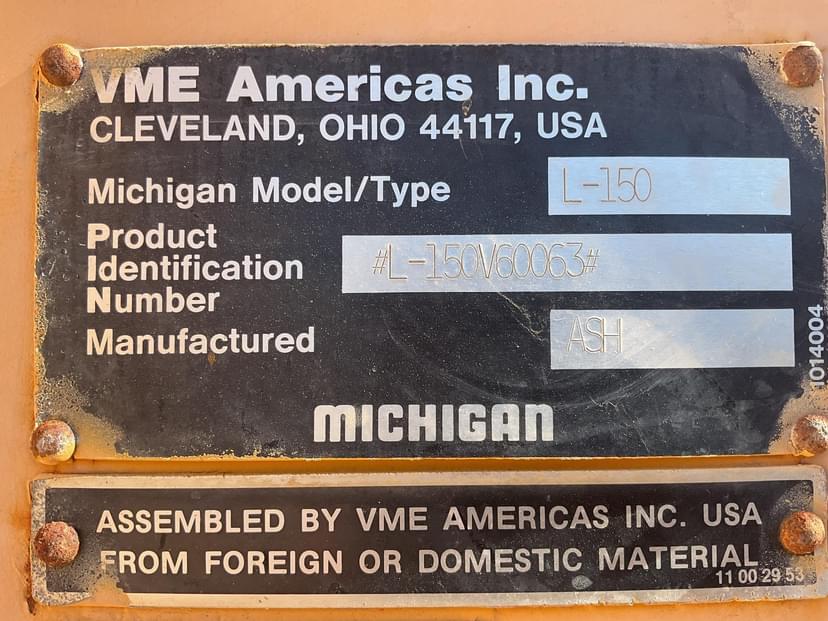 VME Americas Inc.
CLEVELAND, OHIO 44117, USA
Michigan Model/Type L-150
Product
Identification #L-150V60063#
Number
Manufactured ASH
1014004
MICHIGAN
ASSEMBLED BY VME AMERICAS INC. USA
FROM FOREIGN OR DOMESTIC MATERIAL
11 00 29 53